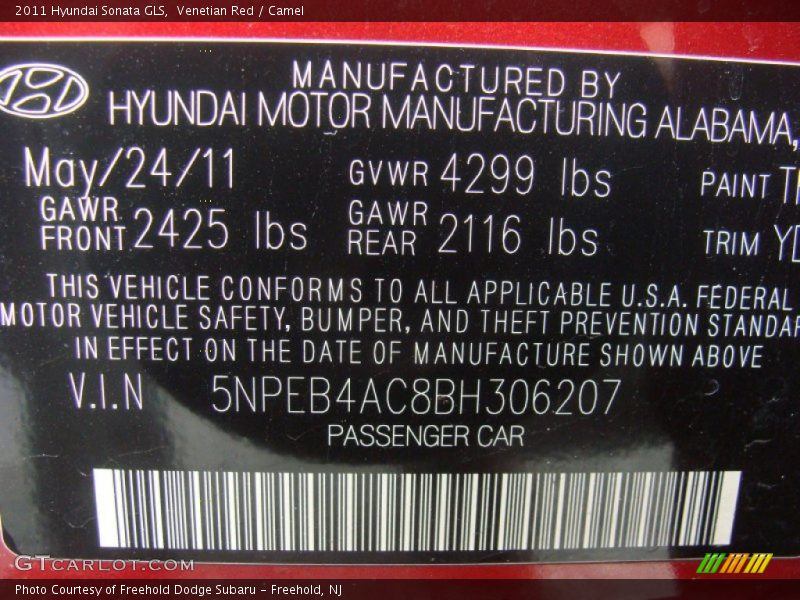 2011 Hyundai Sonata GLS, Venetian Red / Camel
MANUFACTURED BY
HYUNDAI MOTOR MANUFACTURING ALABAMA,
May/24/11 GVWR 4299 lbs PAINT
GAWR FRONT 2425 lbs GAWR REAR 2116 lbs TRIM
THIS VEHICLE CONFORMS TO ALL APPLICABLE U.S.A. FEDERAL
MOTOR VEHICLE SAFETY, BUMPER, AND THEFT PREVENTION
IN EFFECT ON THE DATE OF MANUFACTURE SHOWN ABOVE
V.I.N 5NPEB4AC8BH306207
PASSENGER CAR
GTCARLOT.COM
Photo Courtesy of Freehold Dodge Subaru - Freehold, NJ